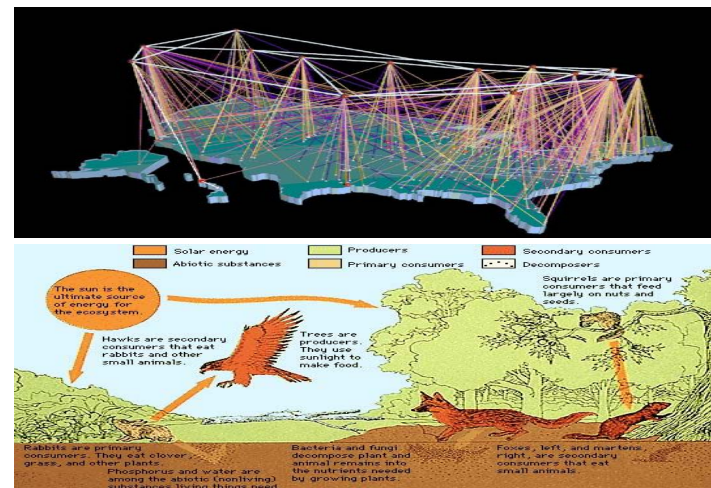 Solar energy
Producers
Secondary consumers
Abiotic substances
Primary consumers
Decomposers
The sun is the
ultimate source
of energy for
the ecosystem.
Squirrels are primary
consumers that feed
largely on nuts and
seeds.
Hawks are secondary
consumers that eat
rabbits and other
small animals.
Trees are
producers.
They use
sunlight to
make food.
Rabbits are primary
consumers. They eat clover,
grass, and other plants.
Phosphorus and water are
among the abiotic (nonliving)
substances living things need
Bacteria and fungi
decompose plant and
animal remains into
the nutrients needed
by growing plants.
Foxes, left, and martens,
right, are secondary
consumers that eat
small animals.